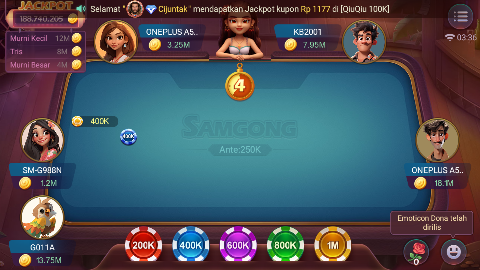 JACKPOT
188.740.205
Selamat " Cijuntak " mendapatkan Jackpot kupon Rp 1177 di [QiuQiu 100K]
Murni Kecil 12M
Tris 8M
Murni Besar 4M
ONEPLUS A5..
3.25M
KB2001
7.95M
03:36
4
400K
400K
SAMGONG
Ante:250K
SM-G988N
1.2M
ONEPLUS A5..
18.1M
Emoticon Dona telah
dirilis
G011A
13.75M
200K
400K
600K
800K
1M
0